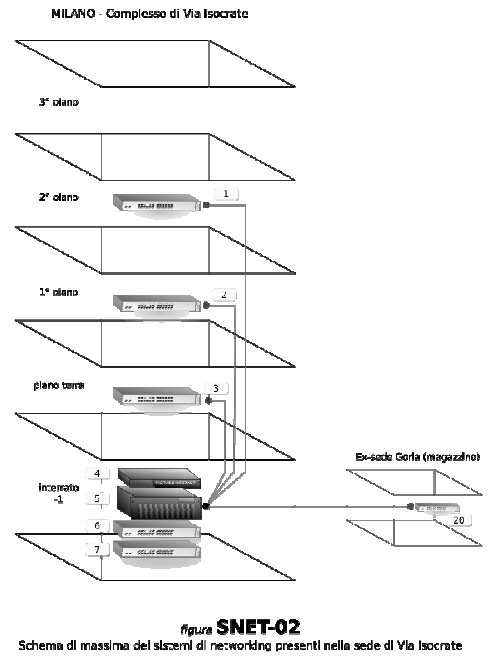 MILANO - Complesso di Via Isocrate
3° piano
2° piano
1
1° piano
2
piano terra
3
Ex-sede Gorla (magazzino)
interrato
-1
4
5
6
7
20
figura SNET-02
Schema di massima dei sistemi di networking presenti nella sede di Via Isocrate